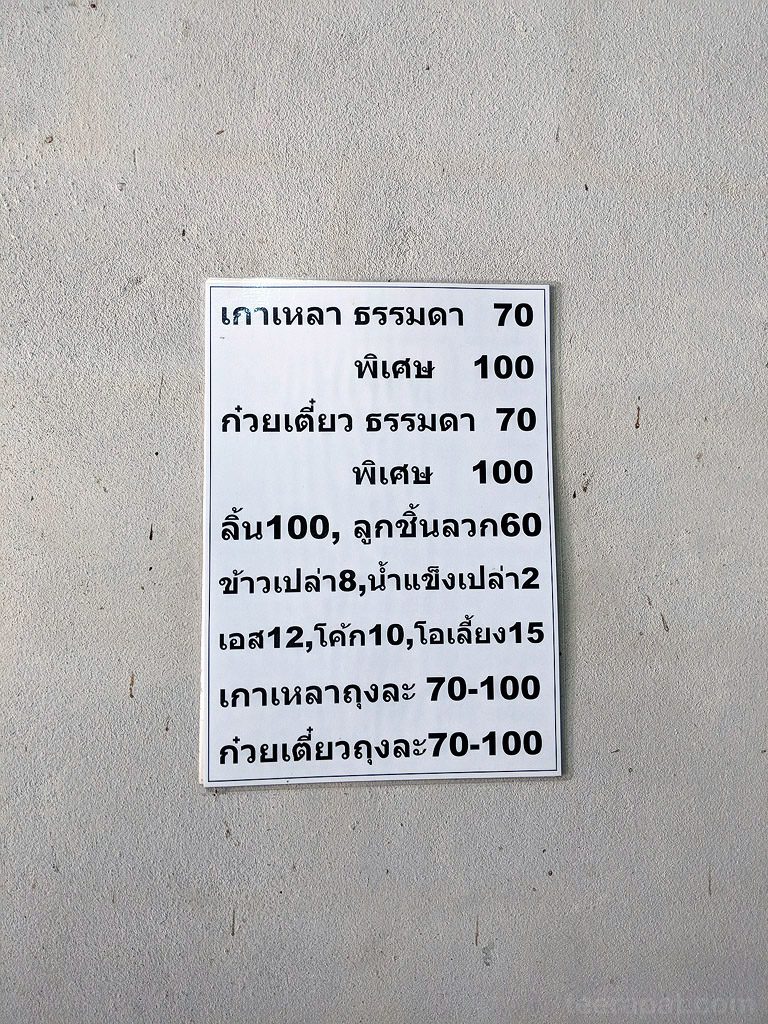 เกาเหลา ธรรมดา 70
พิเศษ 100
ก๋วยเตี๋ยว ธรรมดา 70
พิเศษ 100
ลิ้น100, ลูกชิ้นลวก60
ข้าวเปล่า8,น้ำแข็งเปล่า2
เอส12,โค้ก10,โอเลี้ยง15
เกาเหลาถุงละ 70-100
ก๋วยเตี๋ยวถุงละ70-100